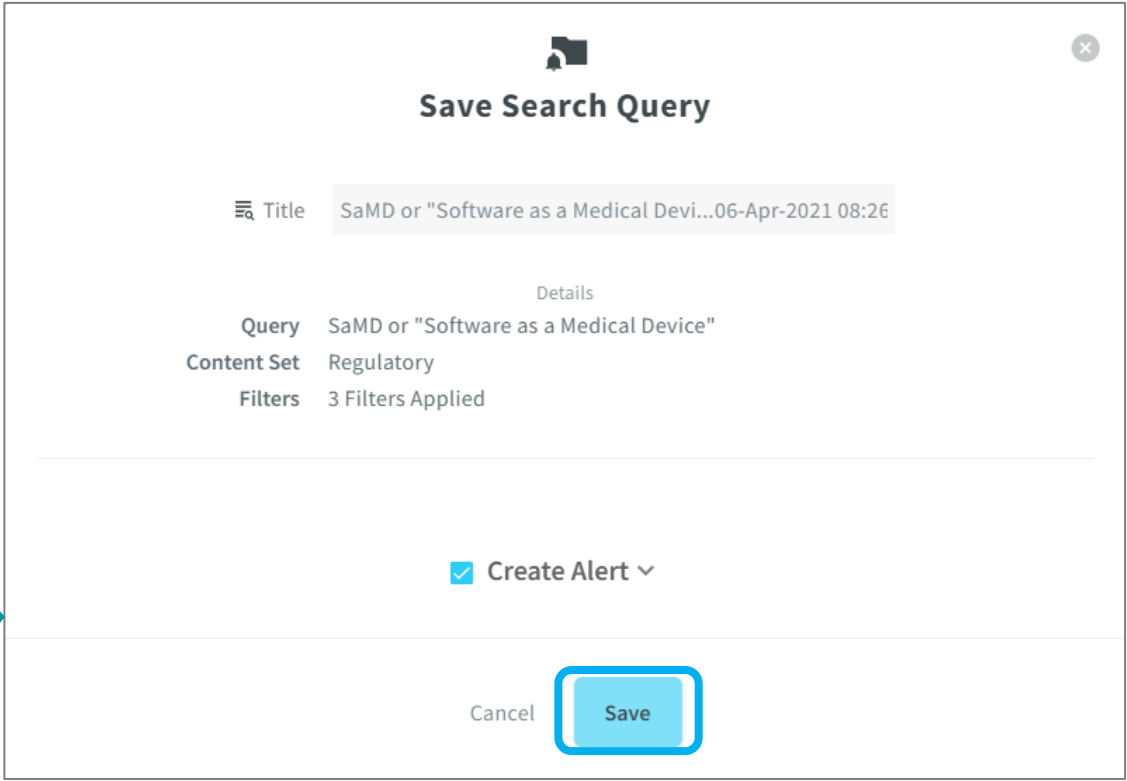 Save Search Query
Title SaMD or "Software as a Medical Devi...06-Apr-2021 08:26
Details
Query SaMD or "Software as a Medical Device"
Content Set Regulatory
Filters 3 Filters Applied
Create Alert
Cancel Save